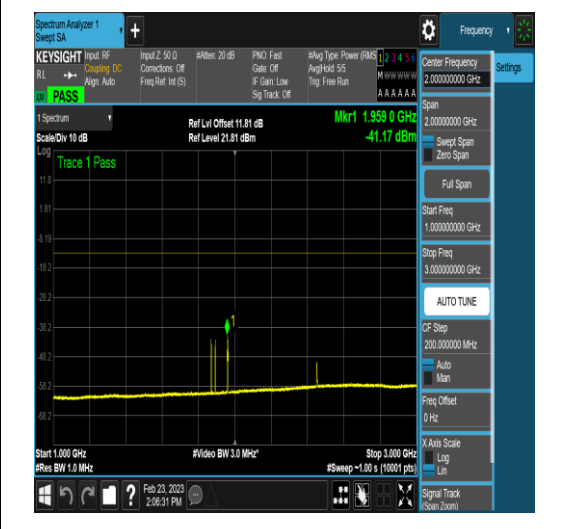 Spectrum Analyzer 1
Swept SA
Frequency
KEYSIGHT
RL
PASS
Input: RF
Coupling: DC
Align: Auto
Input Z: 50 Ω
Corrections: Off
Freq Ref: Int (S)
#Atten: 20 dB
PNO: Fast
Gate: Off
IF Gain: Low
Sig Track: Off
#Avg Type: Power (RMS
Avg|Hold: 5/5
Trig: Free Run
1 2 3 4 5 6
M W W W W W
A A A A A A
Settings
Center Frequency
2.000000000 GHz
Span
2.00000000 GHz
Swept Span
Zero Span
Full Span
Start Freq
1.000000000 GHz
Stop Freq
3.000000000 GHz
AUTO TUNE
CF Step
200.000000 MHz
Auto
Man
Freq Offset
0 Hz
X Axis Scale
Log
Lin
Signal Track
(Span Zoom)
1 Spectrum
Scale/Div 10 dB
Ref Lvl Offset 11.81 dB
Ref Level 21.81 dBm
Mkr1 1.959 0 GHz
-41.17 dBm
Log
Trace 1 Pass
11.8
1.81
-8.19
-18.2
-28.2
-38.2
-48.2
-58.2
-68.2
1
Start 1.000 GHz
#Res BW 1.0 MHz
#Video BW 3.0 MHz*
Stop 3.000 GHz
#Sweep ~1.00 s (10001 pts)
?
Feb 23, 2023
2:06:31 PM